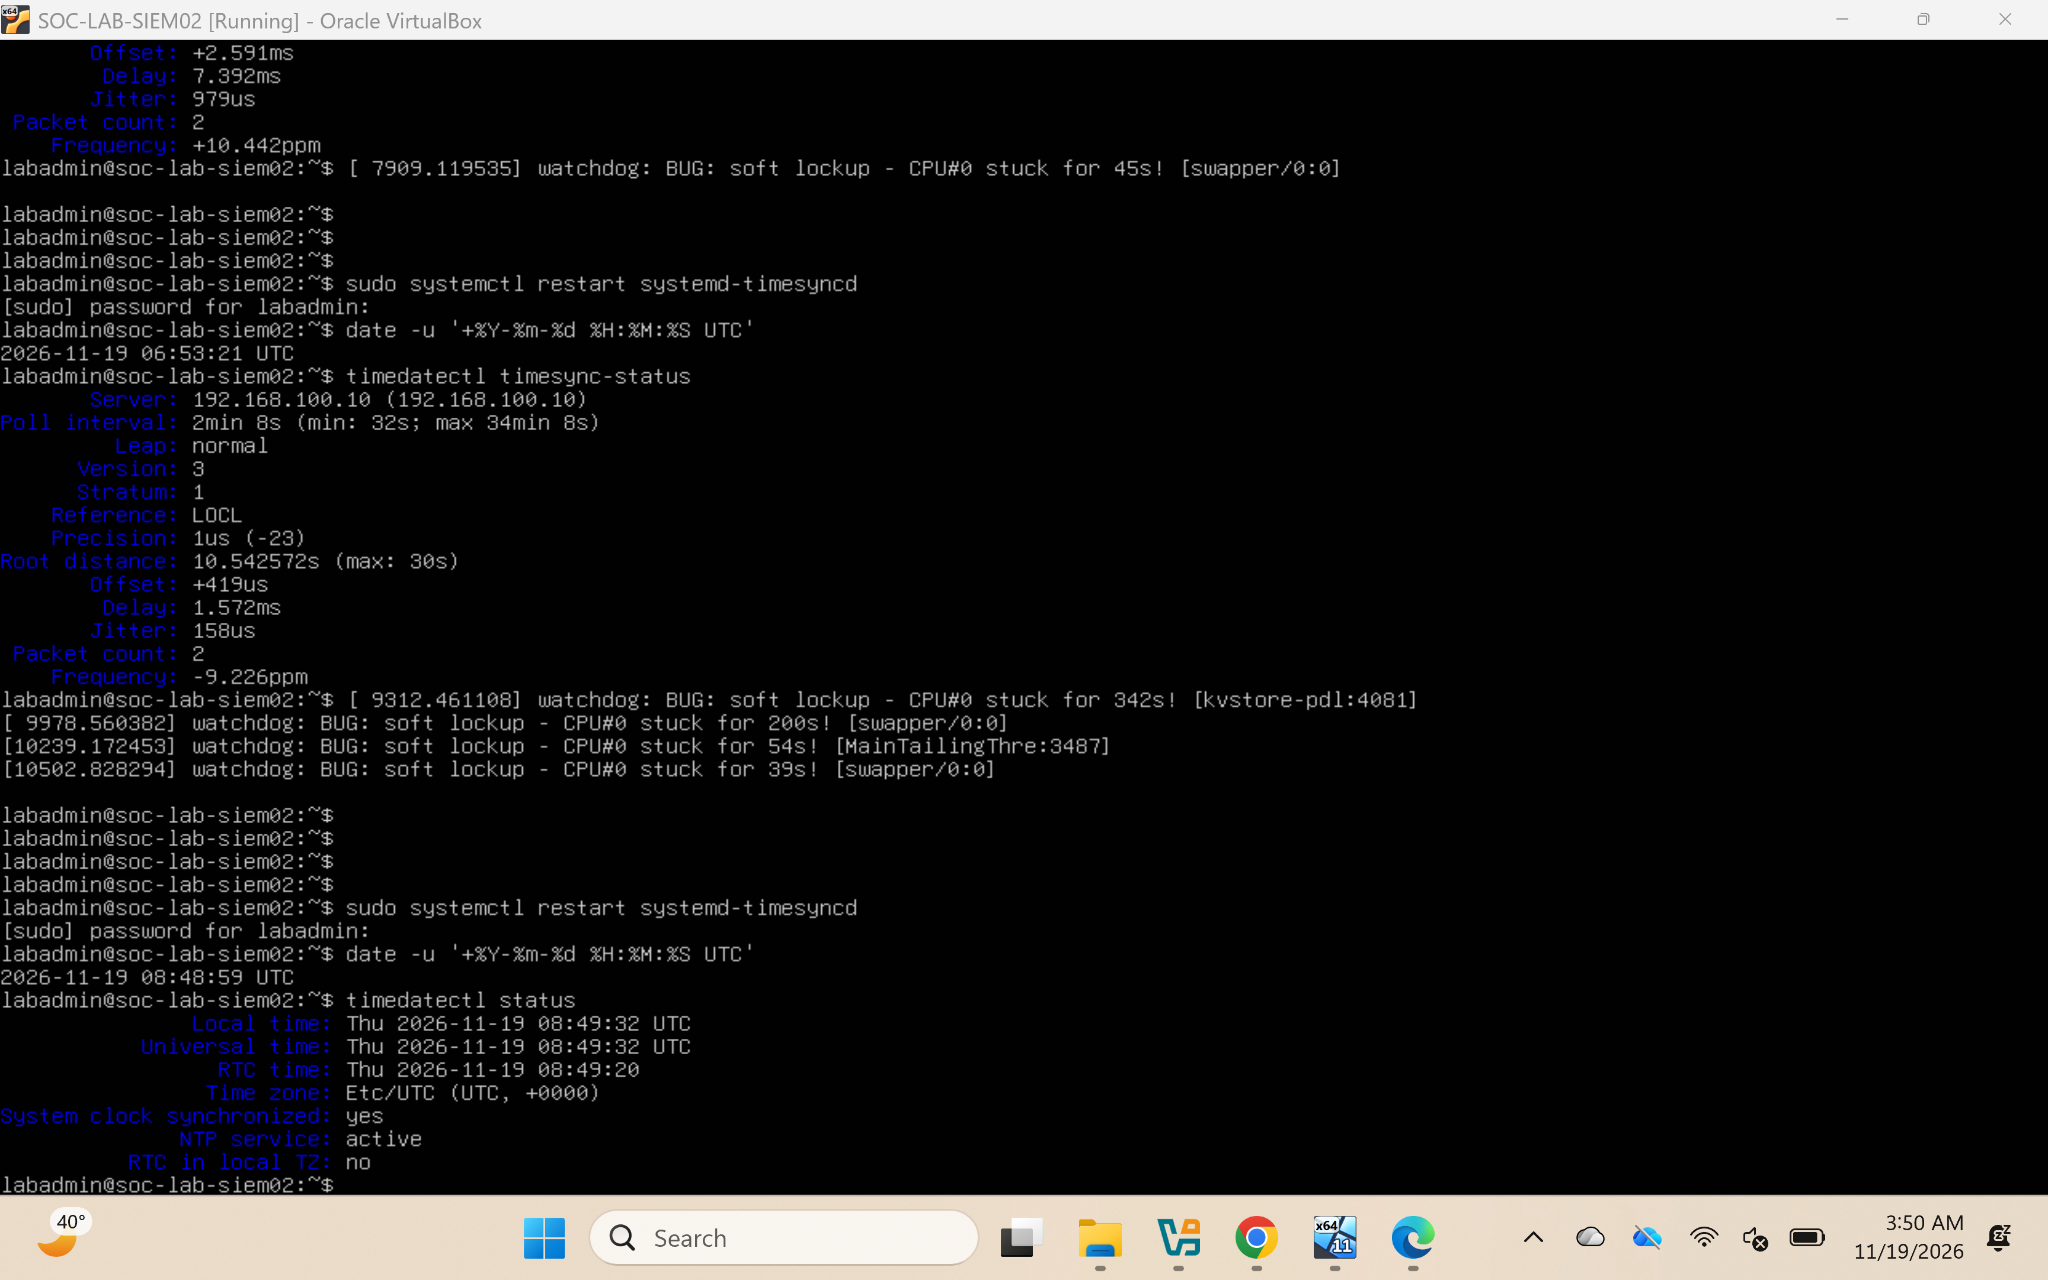 SOC-LAB-SIEM02 [Running] - Oracle VirtualBox
Offset: +2.591ms
Delay: 7.392ms
Jitter: 979us
Packet count: 2
Frequency: +10.442ppm
labadmin@soc-lab-siem02:~$ [ 7909.119535] watchdog: BUG: soft lockup - CPU#0 stuck for 45s! [swapper/0:0]
labadmin@soc-lab-siem02:~$
labadmin@soc-lab-siem02:~$
labadmin@soc-lab-siem02:~$
labadmin@soc-lab-siem02:~$ sudo systemctl restart systemd-timesyncd
[sudo] password for labadmin:
labadmin@soc-lab-siem02:~$ date -u '+%Y-%m-%d %H:%M:%S UTC'
2026-11-19 06:53:21 UTC
labadmin@soc-lab-siem02:~$ timedatectl timesync-status
Server: 192.168.100.10 (192.168.100.10)
Poll interval: 2min 8s (min: 32s; max 34min 8s)
Leap: normal
Version: 3
Stratum: 1
Reference: LOCL
Precision: 1us (-23)
Root distance: 10.542572s (max: 30s)
Offset: +419us
Delay: 1.572ms
Jitter: 158us
Packet count: 2
Frequency: -9.226ppm
labadmin@soc-lab-siem02:~$ [ 9312.461108] watchdog: BUG: soft lockup - CPU#0 stuck for 342s! [kvstore-pdl:4081]
[ 9978.560382] watchdog: BUG: soft lockup - CPU#0 stuck for 200s! [swapper/0:0]
[10239.172453] watchdog: BUG: soft lockup - CPU#0 stuck for 54s! [MainTailingThre:3487]
[10502.828294] watchdog: BUG: soft lockup - CPU#0 stuck for 39s! [swapper/0:0]
labadmin@soc-lab-siem02:~$
labadmin@soc-lab-siem02:~$
labadmin@soc-lab-siem02:~$
labadmin@soc-lab-siem02:~$
labadmin@soc-lab-siem02:~$ sudo systemctl restart systemd-timesyncd
[sudo] password for labadmin:
labadmin@soc-lab-siem02:~$ date -u '+%Y-%m-%d %H:%M:%S UTC'
2026-11-19 08:48:59 UTC
labadmin@soc-lab-siem02:~$ timedatectl status
Local time: Thu 2026-11-19 08:49:32 UTC
Universal time: Thu 2026-11-19 08:49:32 UTC
RTC time: Thu 2026-11-19 08:49:20
Time zone: Etc/UTC (UTC, +0000)
System clock synchronized: yes
NTP service: active
RTC in local TZ: no
labadmin@soc-lab-siem02:~$
40°
Search
x64
11
3:50 AM
11/19/2026